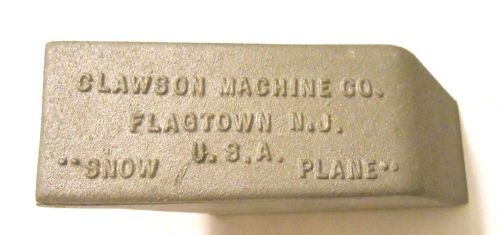 CLAWSON MACHINE CO.
FLAGTOWN N.J.
U.S.A.
"SNOW PLANE"